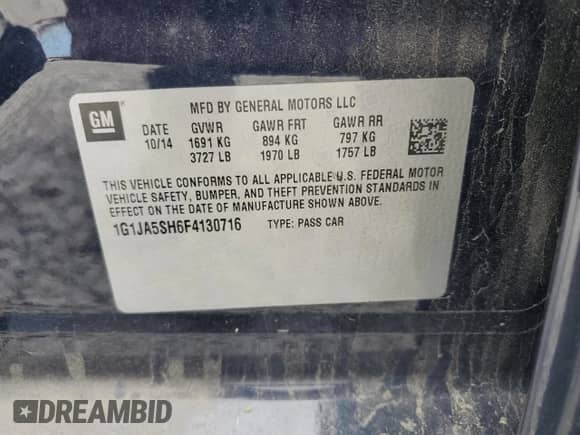 GM
MFD BY GENERAL MOTORS LLC
DATE GVWR GAWR FRT GAWR RR
10/14 1691 KG 894 KG 797 KG
3727 LB 1970 LB 1757 LB
THIS VEHICLE CONFORMS TO ALL APPLICABLE U.S. FEDERAL MOTOR
VEHICLE SAFETY, BUMPER, AND THEFT PREVENTION STANDARDS IN
EFFECT ON THE DATE OF MANUFACTURE SHOWN ABOVE.
1G1JA5SH6F4130716 TYPE: PASS CAR
DREAMBID